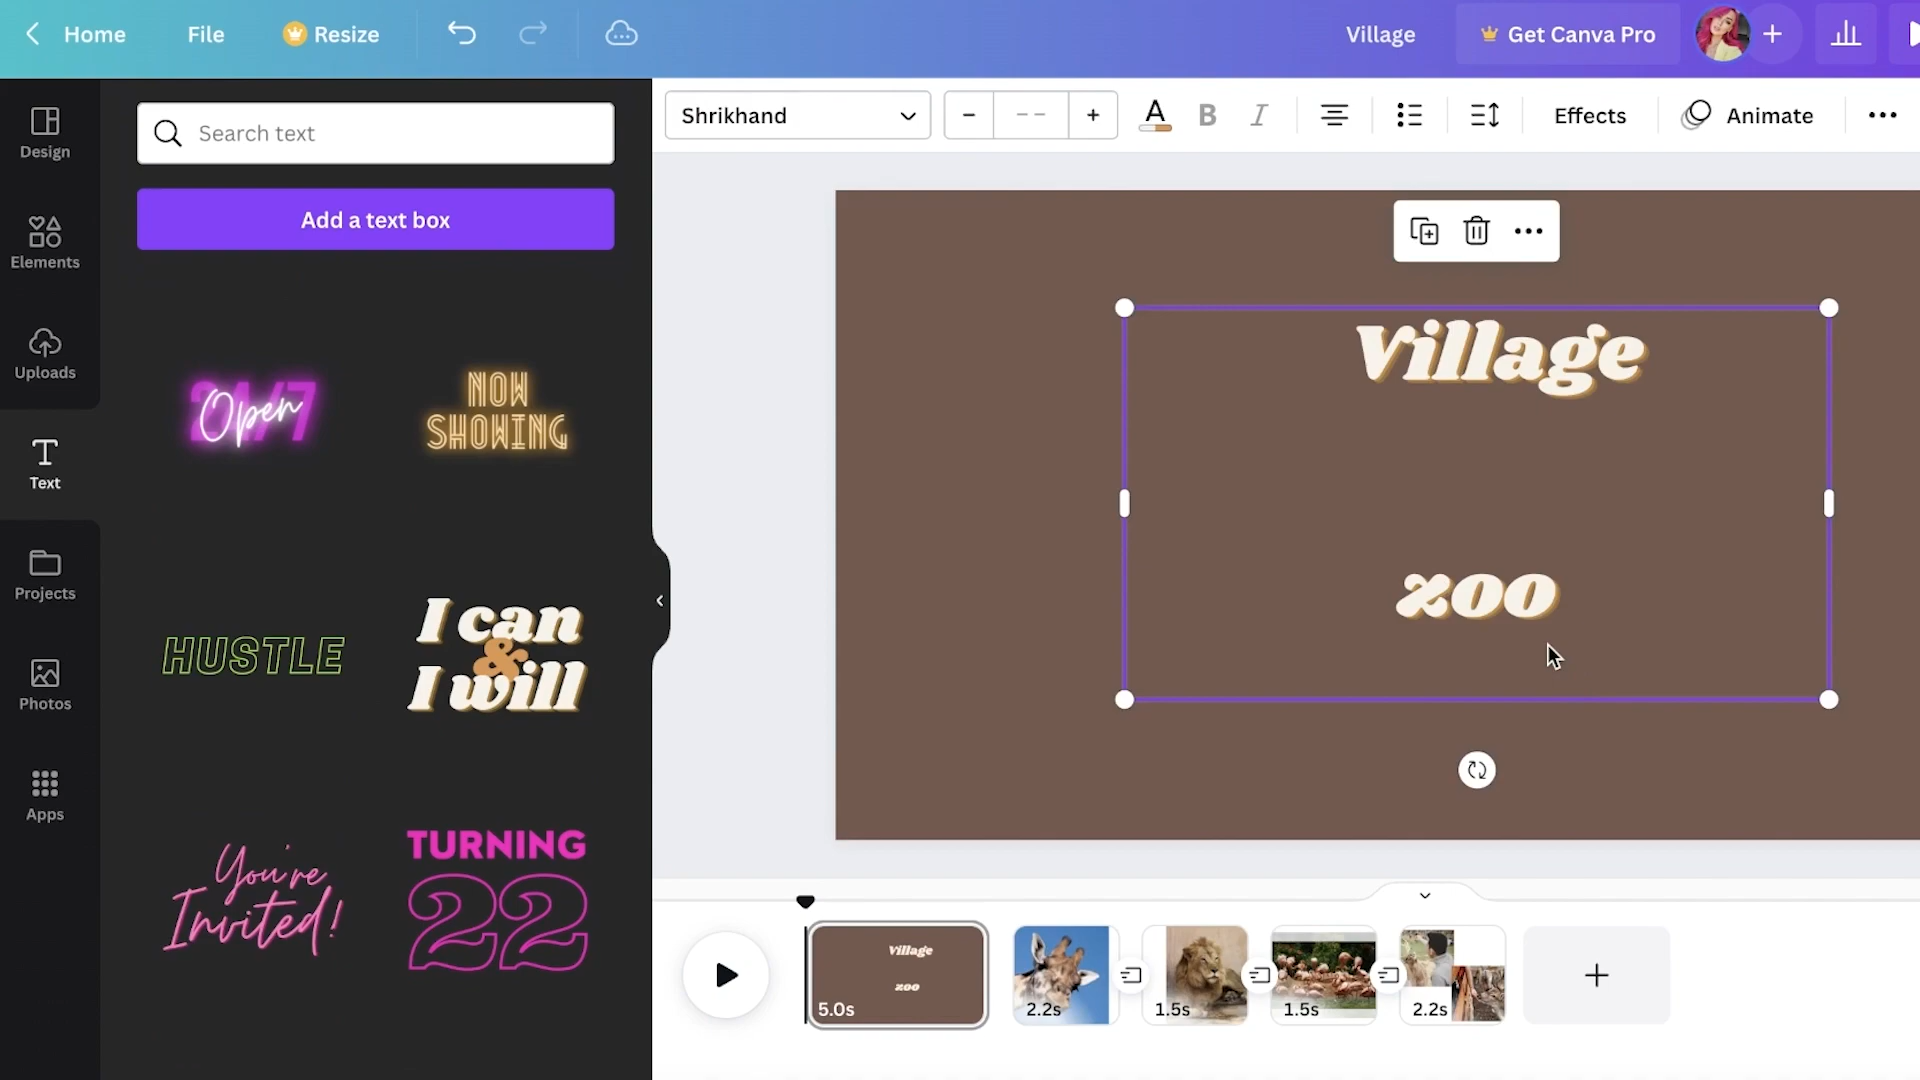 Home File Resize Village Get Canva Pro
Shrikhand -- A B I Effects Animate
Search text
Add a text box
Design
Elements
Uploads
Text
Projects
Photos
Apps
24/7
Open
NOW
SHOWING
HUSTLE
I can
&
I will
You're
Invited!
TURNING
22
Village
zoo
Village
zoo
5.0s 2.2s 1.5s 1.5s 2.2s